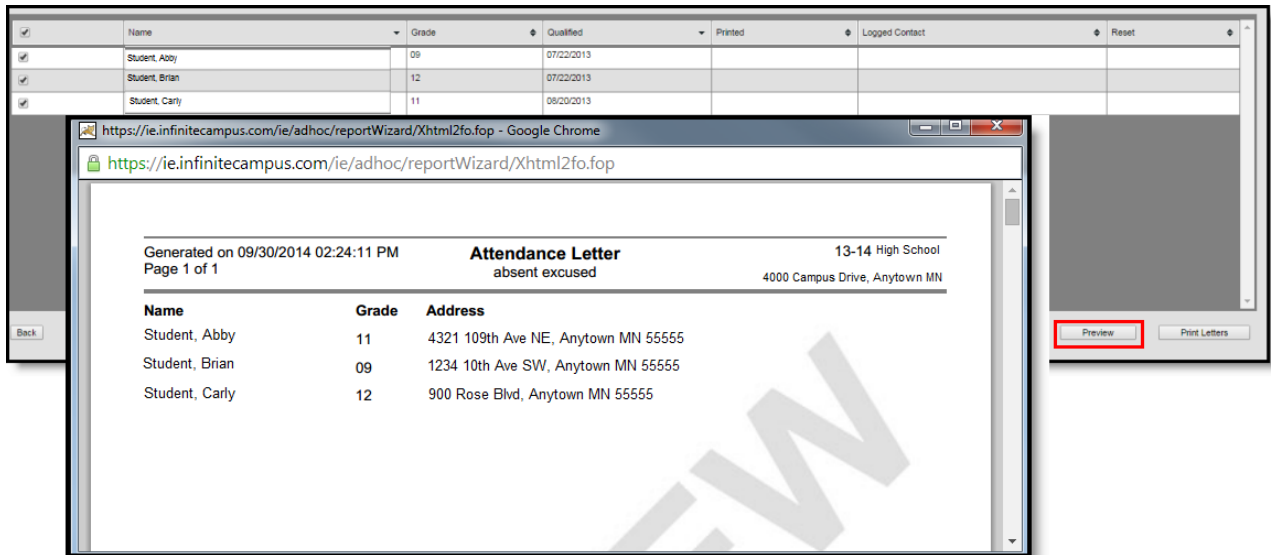 Name Grade Qualified Printed Logged Contact Reset
Student, Abby 09 07/22/2013
Student, Brian 12 07/22/2013
Student, Carly 11 08/20/2013
https://ie.infinitecampus.com/ie/adhoc/reportWizard/Xhtml2fo.fop - Google Chrome
https://ie.infinitecampus.com/ie/adhoc/reportWizard/Xhtml2fo.fop
Generated on 09/30/2014 02:24:11 PM Attendance Letter 13-14 High School
Page 1 of 1 absent excused 4000 Campus Drive, Anytown MN
Name Grade Address
Student, Abby 11 4321 109th Ave NE, Anytown MN 55555
Student, Brian 09 1234 10th Ave SW, Anytown MN 55555
Student, Carly 12 900 Rose Blvd, Anytown MN 55555
EW
Back Preview Print Letters